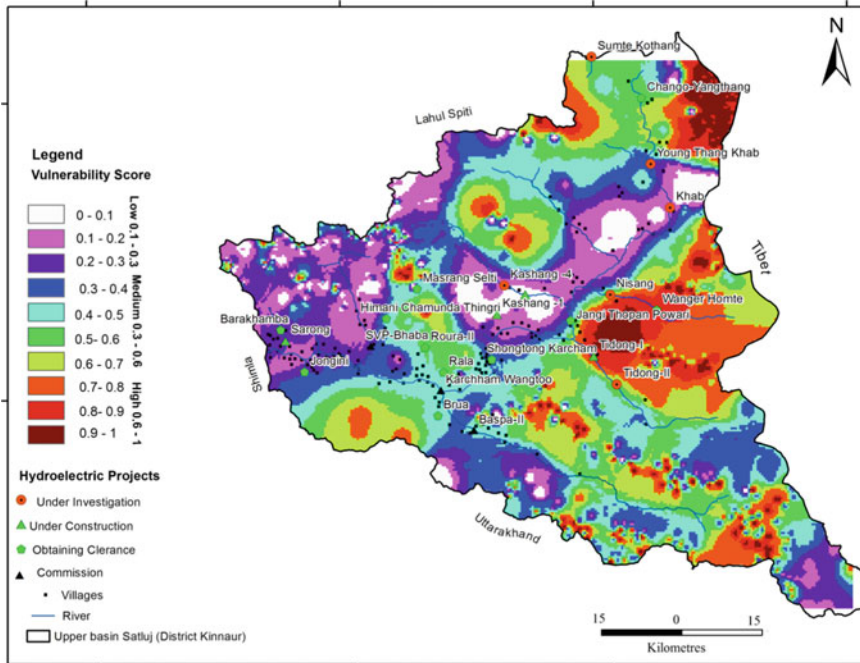 N
Sumte Kothang
Chango-Yangthang
Lahul Spiti
Young Thang Khab
Khab
Tibet
Legend
Vulnerability Score
0 - 0.1
0.1 - 0.2
0.2 - 0.3
0.3 - 0.4
0.4 - 0.5
0.5- 0.6
0.6 - 0.7
0.7 - 0.8
0.8- 0.9
0.9 - 1
Low 0.1 - 0.3
Medium 0.3 - 0.6
High 0.6 - 1
Masrang Selti
Kashang -4
Nisang
Kashang -1
Wanger Homte
Himani Chamunda Thingri
Jangi Thopan Powari
Barakhamba
Sarong
SVP-Bhaba
Roura-II
Shongtong Karcham
Tidong-I
Jongini
Rala
Tidong-II
Shimla
Karchham Wangtoo
Brua
Baspa-II
Uttarakhand
Hydroelectric Projects
Under Investigation
Under Construction
Obtaining Clerance
Commission
Villages
River
Upper basin Satluj (District Kinnaur)
15 0 15
Kilometres